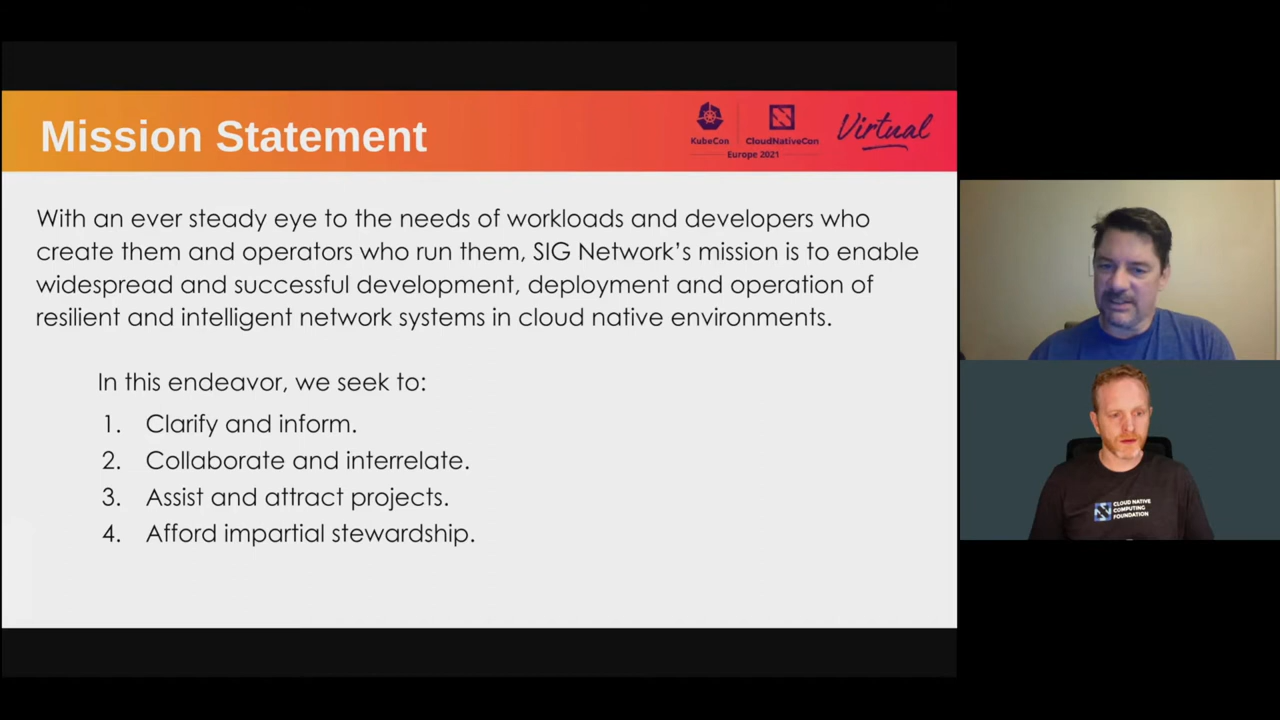 Mission Statement
KubeCon
CloudNativeCon
Europe 2021
Virtual
With an ever steady eye to the needs of workloads and developers who
create them and operators who run them, SIG Network’s mission is to enable
widespread and successful development, deployment and operation of
resilient and intelligent network systems in cloud native environments.
In this endeavor, we seek to:
1. Clarify and inform.
2. Collaborate and interrelate.
3. Assist and attract projects.
4. Afford impartial stewardship.
CLOUD NATIVE
COMPUTING
FOUNDATION